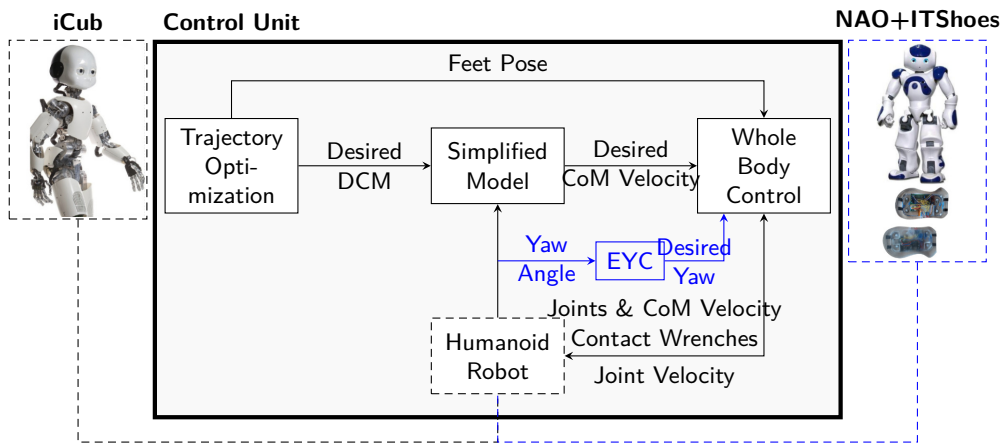 iCub
Control Unit
NAO+ITShoes
Feet Pose
Trajectory
Opti-
mization
Desired
DCM
Simplified
Model
Desired
CoM Velocity
Whole
Body
Control
Yaw
Angle
EYC
Desired
Yaw
Joints & CoM Velocity
Contact Wrenches
Joint Velocity
Humanoid
Robot